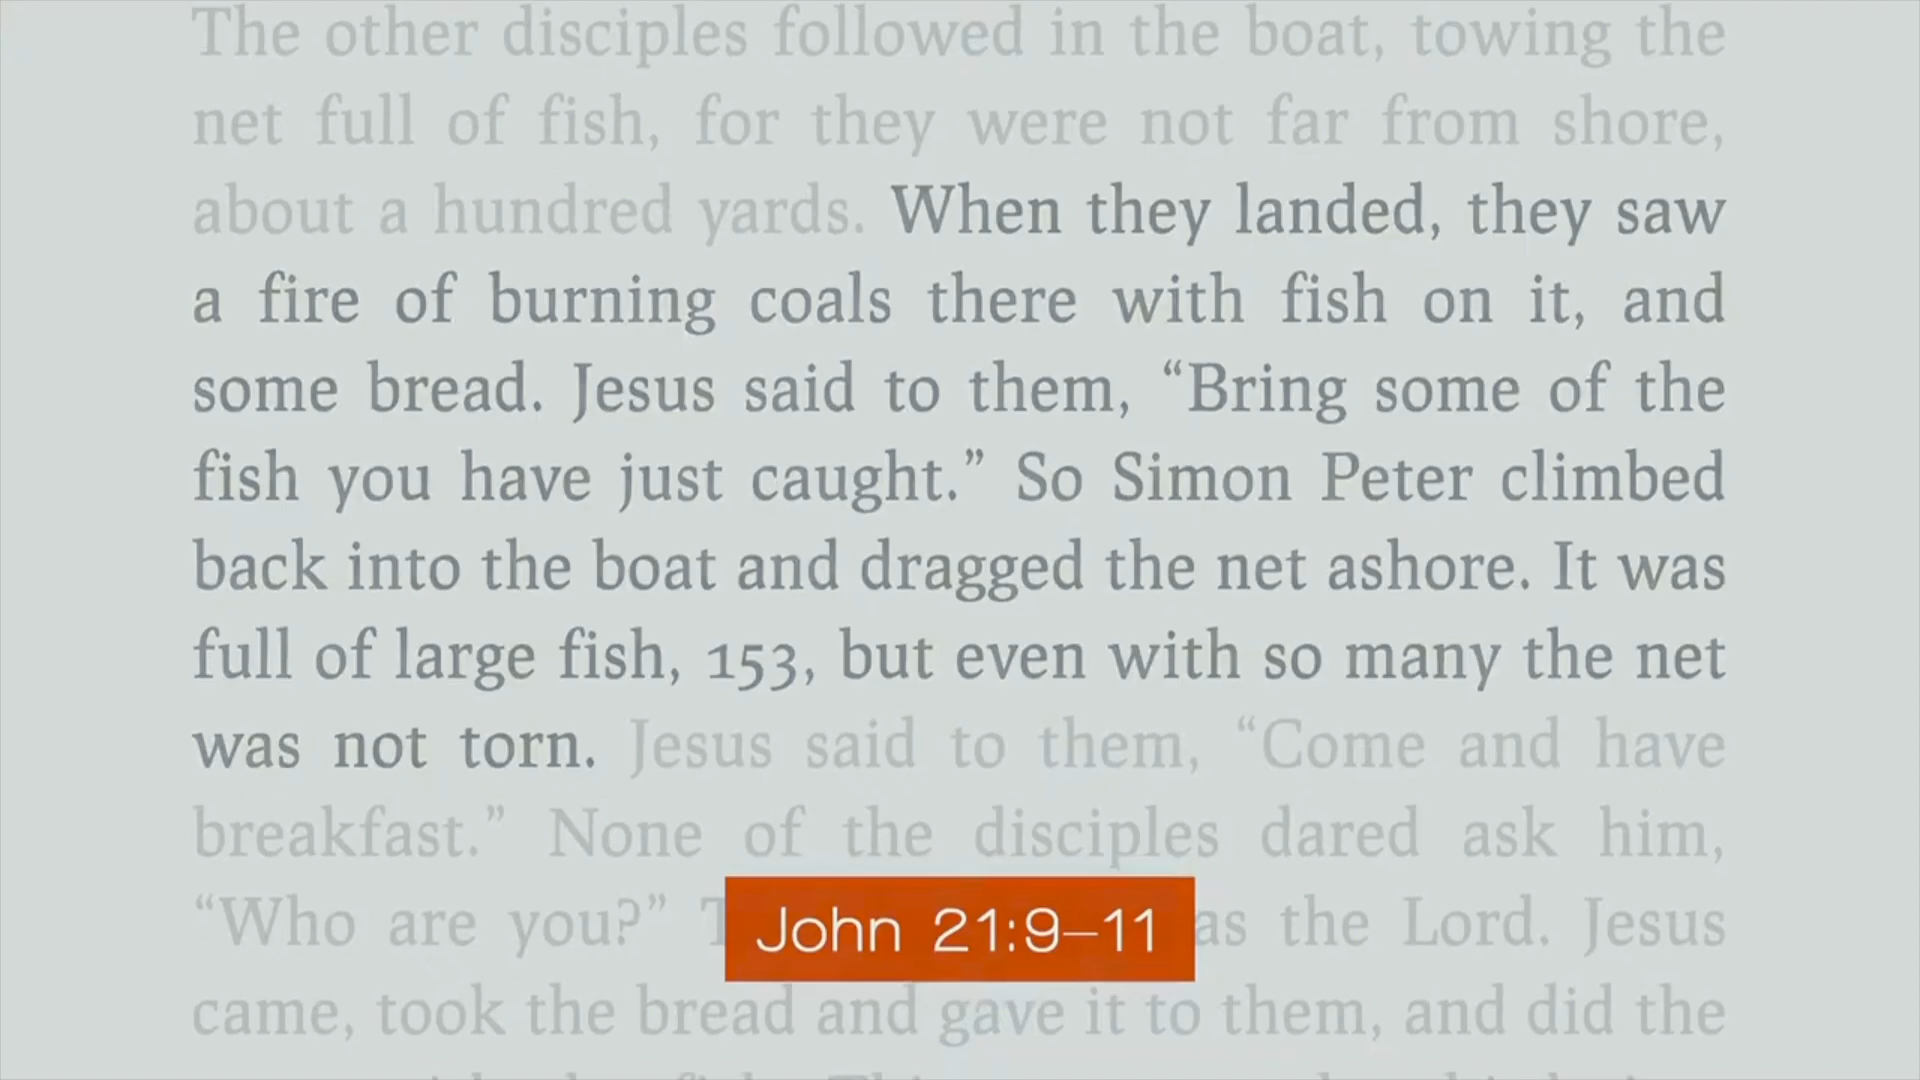 The other disciples followed in the boat, towing the
net full of fish, for they were not far from shore,
about a hundred yards. When they landed, they saw
a fire of burning coals there with fish on it, and
some bread. Jesus said to them, “Bring some of the
fish you have just caught.” So Simon Peter climbed
back into the boat and dragged the net ashore. It was
full of large fish, 153, but even with so many the net
was not torn. Jesus said to them, “Come and have
breakfast.” None of the disciples dared ask him,
“Who are you?” as the Lord. Jesus
John 21:9–11
came, took the bread and gave it to them, and did the